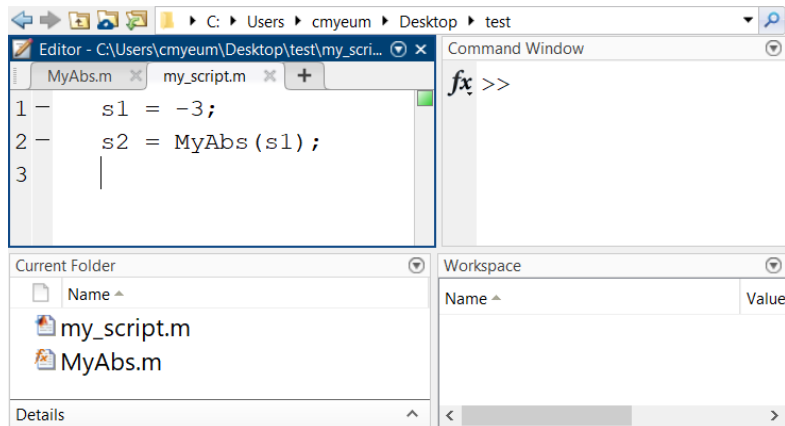 C: Users cmyeum Desktop test
Editor - C:\Users\cmyeum\Desktop\test\my_scri...
MyAbs.m my_script.m +
1 s1 = -3;
2 s2 = MyAbs(s1);
3
Command Window
fx >>
Current Folder
Name
my_script.m
MyAbs.m
Details
Workspace
Name Value